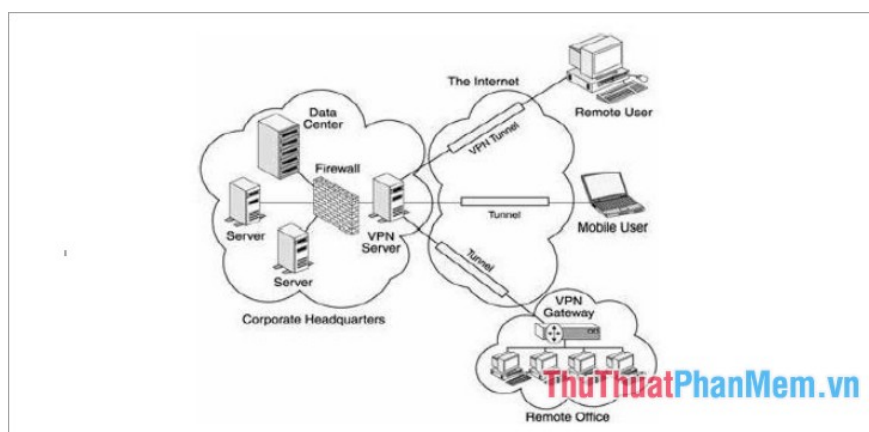 The Internet
Remote User
Data
Center
VPN Tunnel
Firewall
Server
VPN
Server
Tunnel
Mobile User
Server
Tunnel
Corporate Headquarters
VPN
Gateway
ThuThuatPhanMem.vn
Remote Office